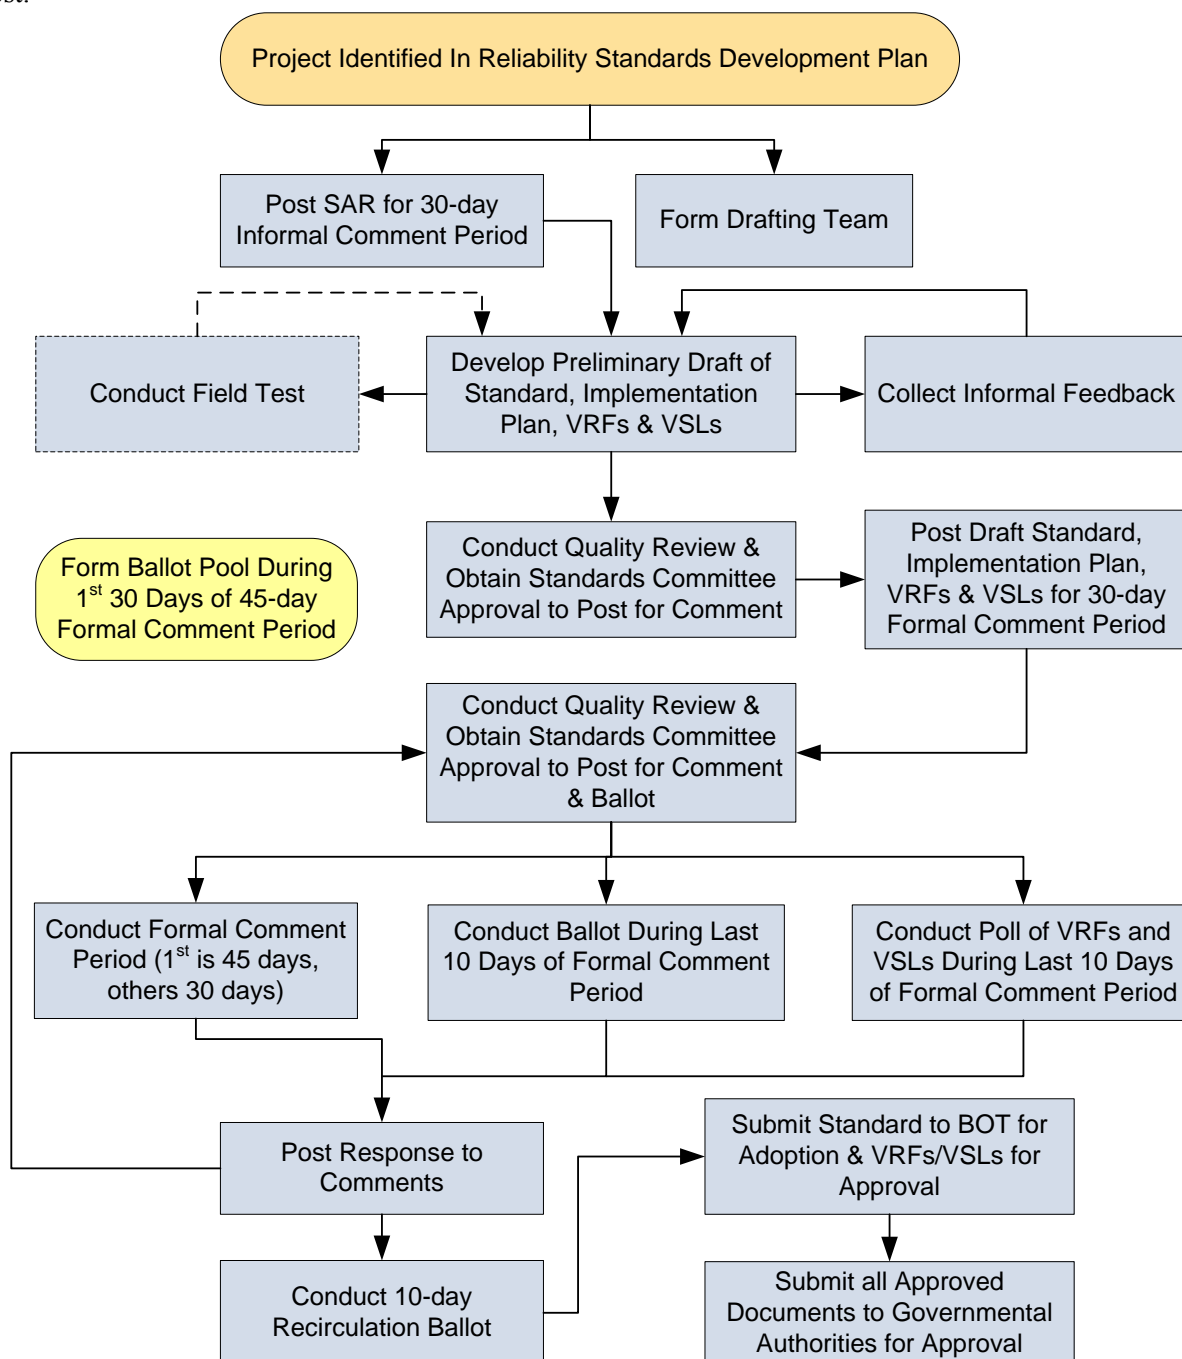 Project Identified In Reliability Standards Development Plan
Post SAR for 30-day
Informal Comment Period
Form Drafting Team
Conduct Field Test
Develop Preliminary Draft of
Standard, Implementation
Plan, VRFs & VSLs
Collect Informal Feedback
Form Ballot Pool During
1st 30 Days of 45-day
Formal Comment Period
Conduct Quality Review &
Obtain Standards Committee
Approval to Post for Comment
Post Draft Standard,
Implementation Plan,
VRFs & VSLs for 30-day
Formal Comment Period
Conduct Quality Review &
Obtain Standards Committee
Approval to Post for Comment
& Ballot
Conduct Formal Comment
Period (1st is 45 days,
others 30 days)
Conduct Ballot During Last
10 Days of Formal Comment
Period
Conduct Poll of VRFs and
VSLs During Last 10 Days
of Formal Comment Period
Post Response to
Comments
Submit Standard to BOT for
Adoption & VRFs/VSLs for
Approval
Conduct 10-day
Recirculation Ballot
Submit all Approved
Documents to Governmental
Authorities for Approval